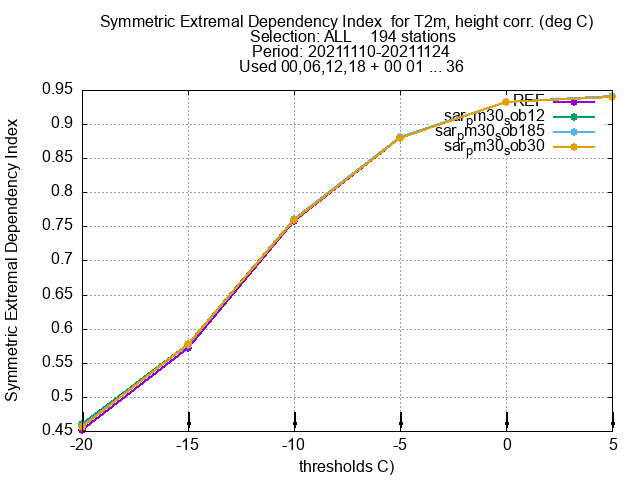 Symmetric Extremal Dependency Index  for T2m, height corr. (deg C)
Selection: ALL    194 stations
Period: 20211110-20211124
Used 00,06,12,18 + 00 01 ... 36
Symmetric Extremal Dependency Index
0.95
0.9
0.85
0.8
0.75
0.7
0.65
0.6
0.55
0.5
0.45
REF
sarpm30sob12
sarpm30sob185
sarpm30sob30
-20 -15 -10 -5 0 5
thresholds C)